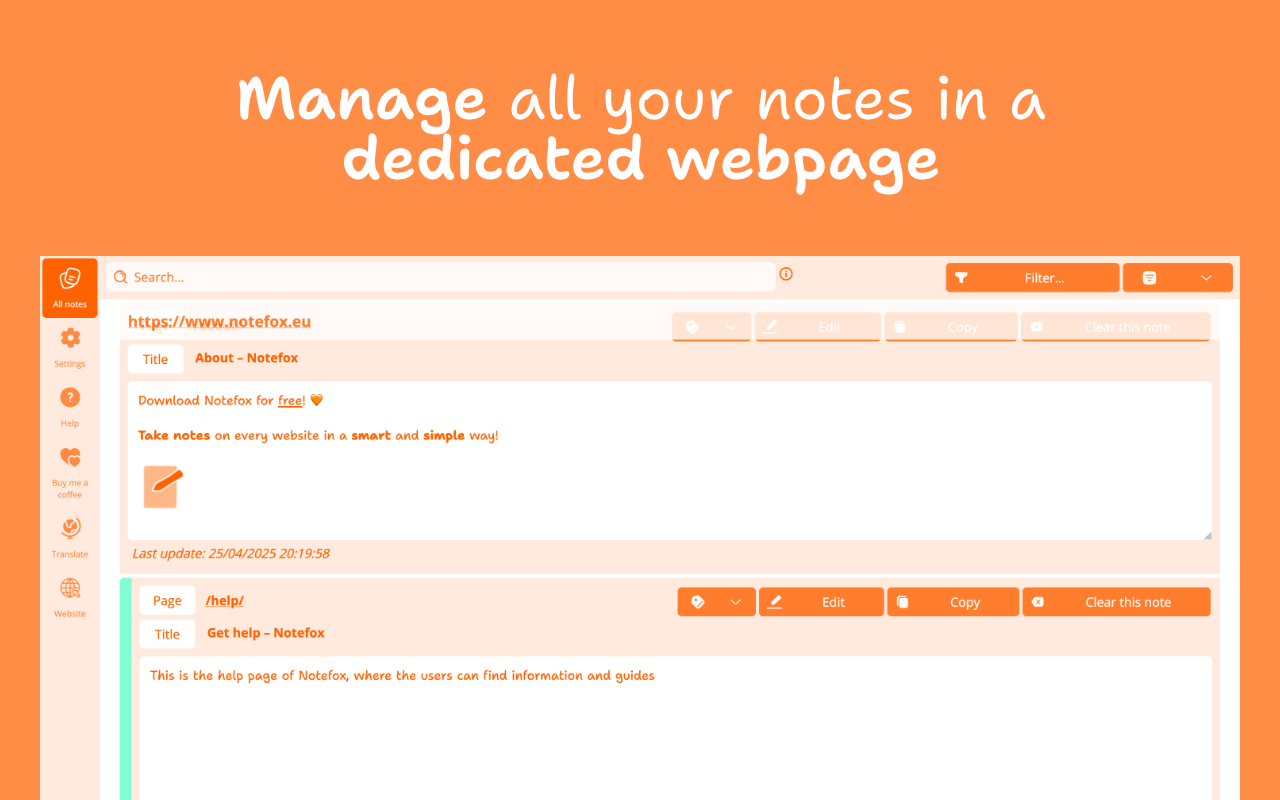 Manage all your notes in a
dedicated webpage
All notes
Search...
Filter...
https://www.notefox.eu
Edit
Copy
Clear this note
Title
About – Notefox
Download Notefox for free! 🧡
Take notes on every website in a smart and simple way!
Last update: 25/04/2025 20:19:58
Settings
Help
Buy me a
coffee
Translate
Website
Page
/help/
Edit
Copy
Clear this note
Title
Get help – Notefox
This is the help page of Notefox, where the users can find information and guides